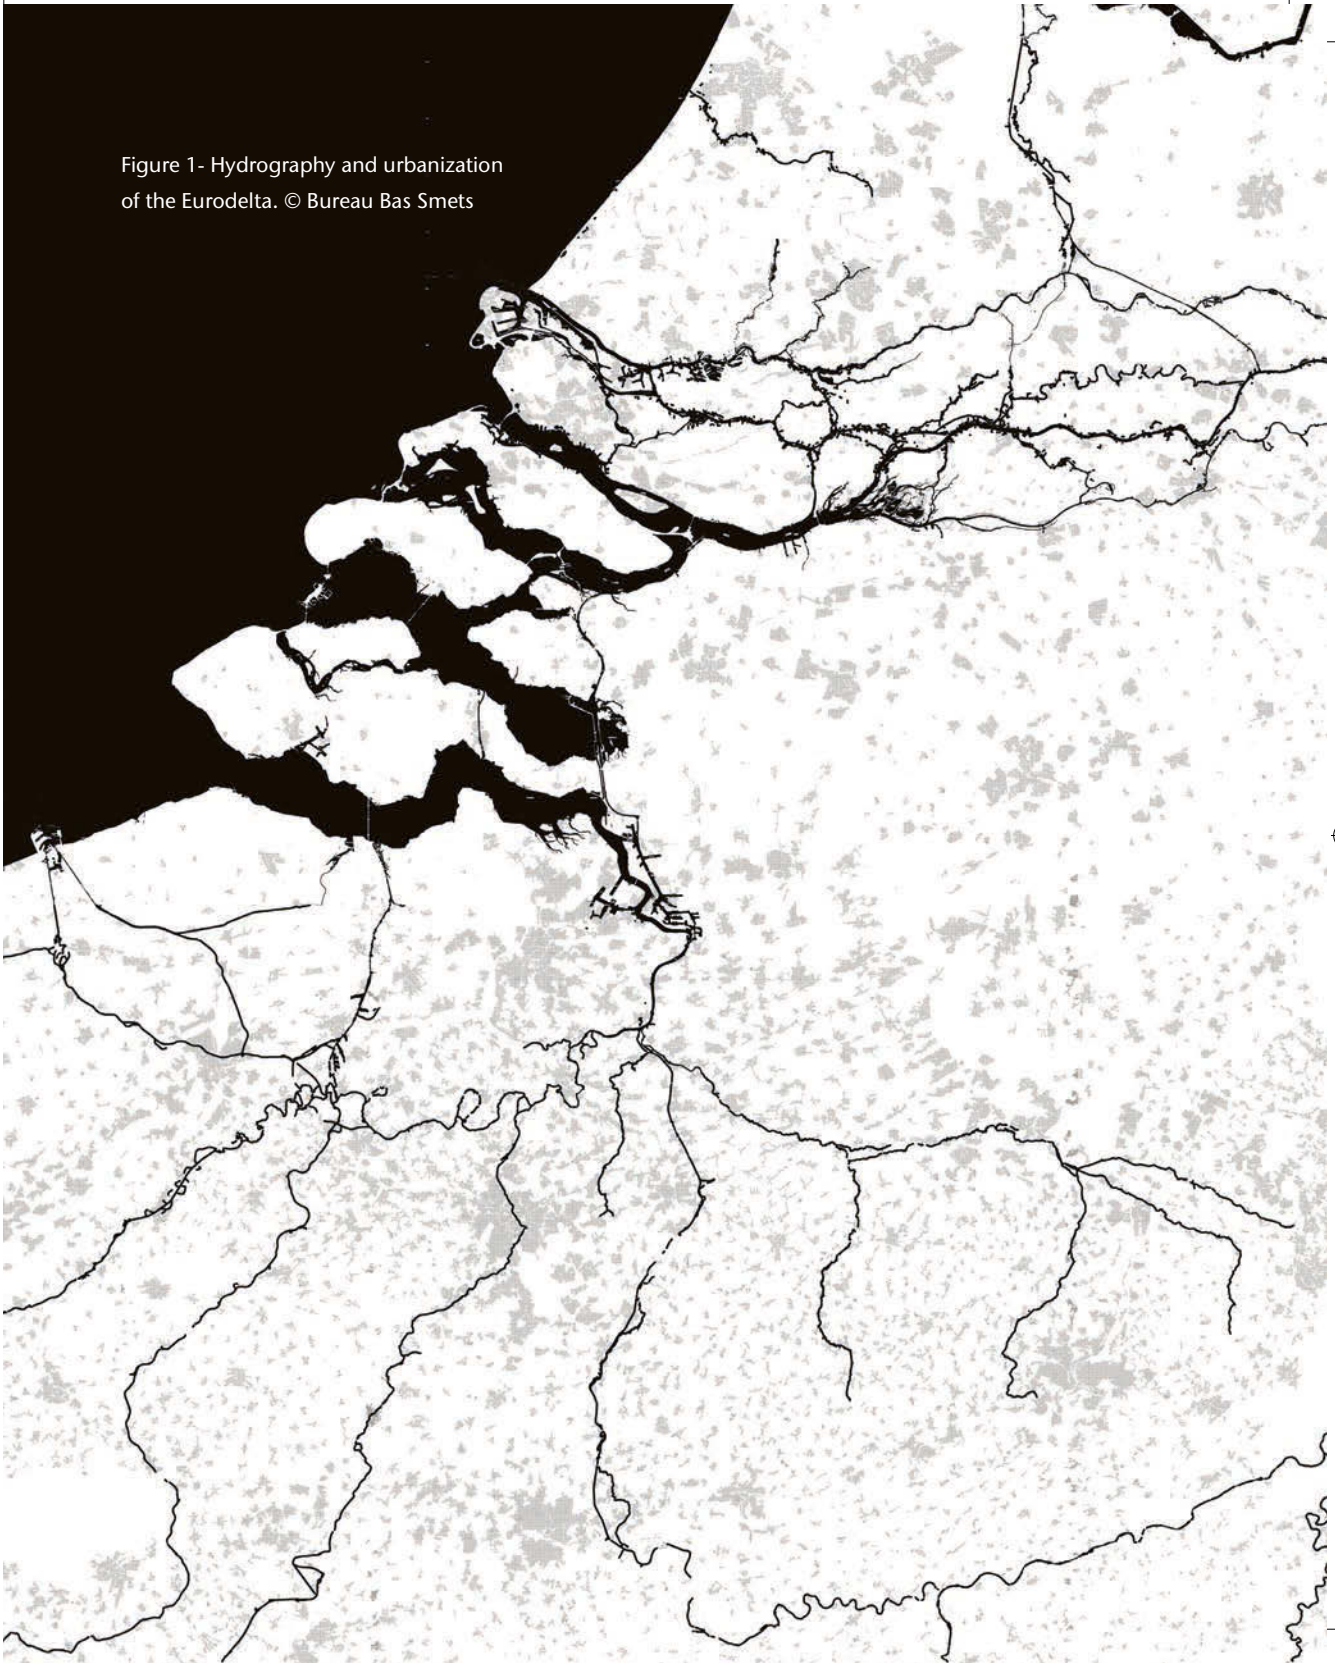 Figure 1- Hydrography and urbanization
of the Eurodelta. © Bureau Bas Smets